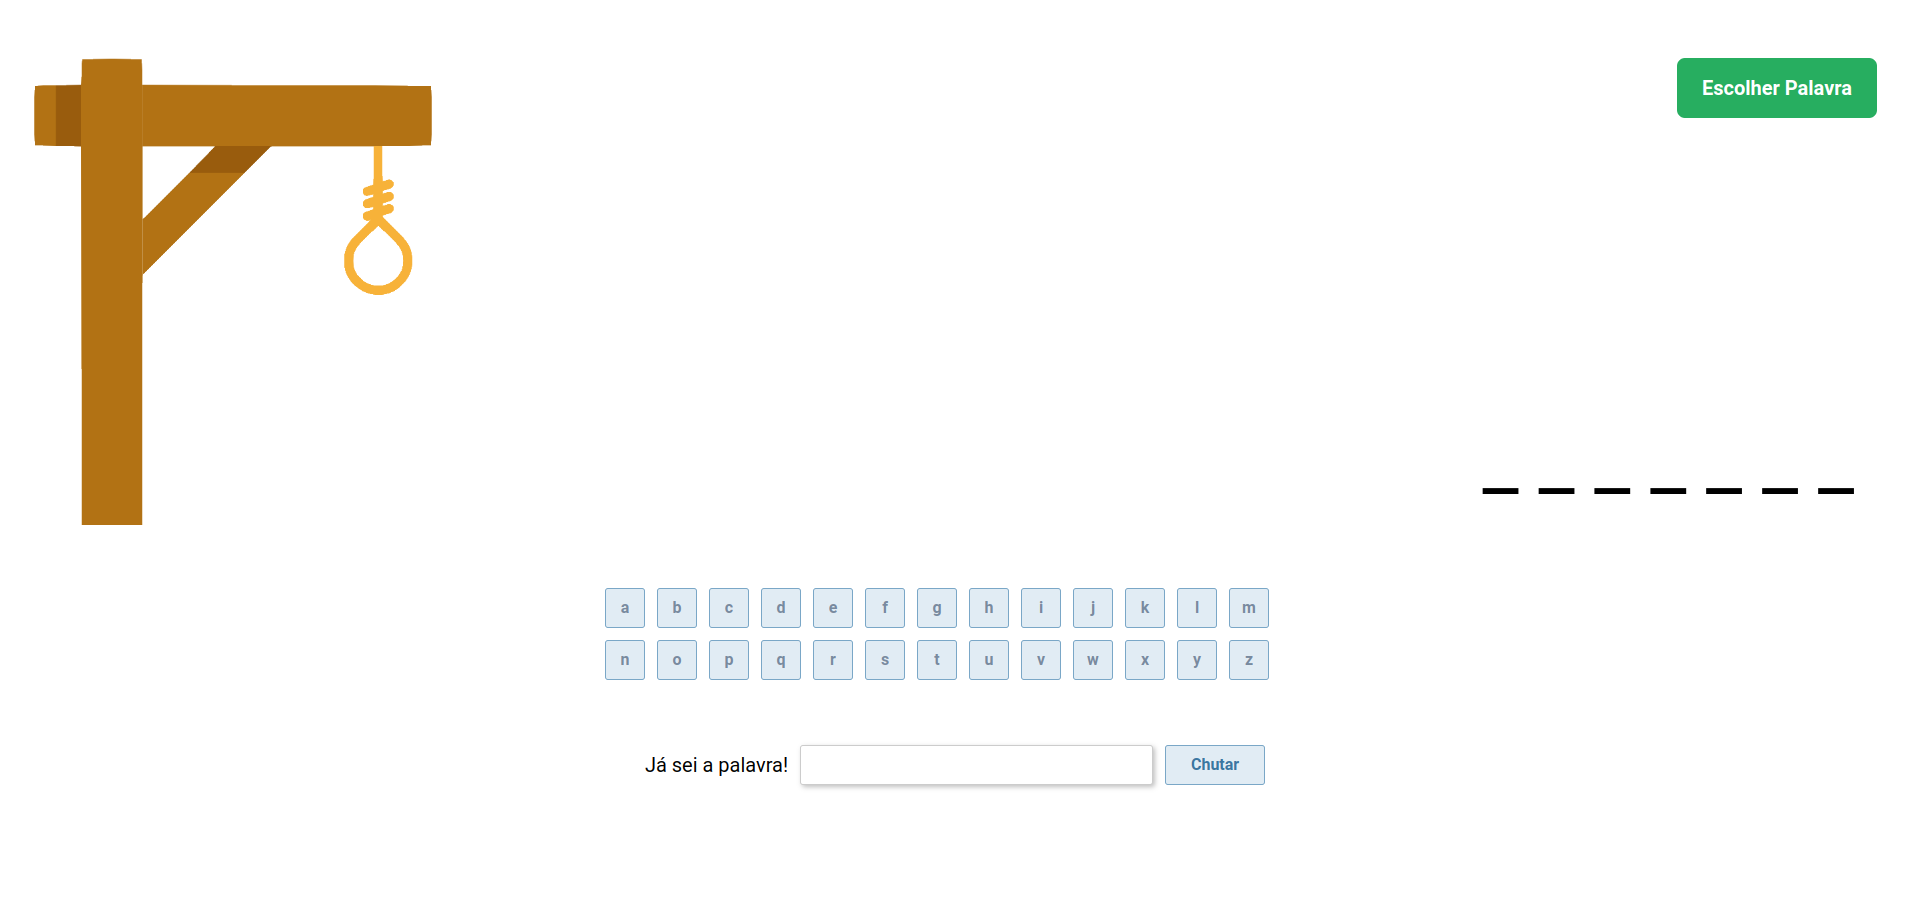 Escolher Palavra
_ _ _ _ _ _ _
a b c d e f g h i j k l m
n o p q r s t u v w x y z
Já sei a palavra! Chutar